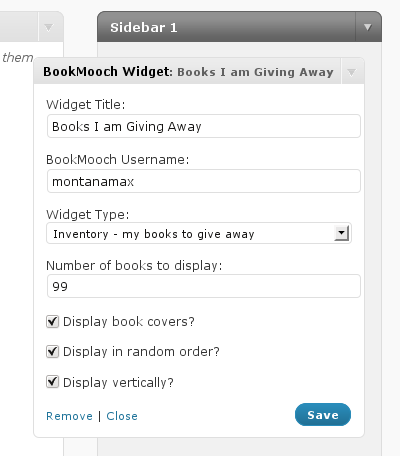 Sidebar 1
them
BookMooch Widget: Books I am Giving Away
Widget Title:
Books I am Giving Away
BookMooch Username:
montanamax
Widget Type:
Inventory - my books to give away
Number of books to display:
99
Display book covers?
Display in random order?
Display vertically?
Remove | Close
Save